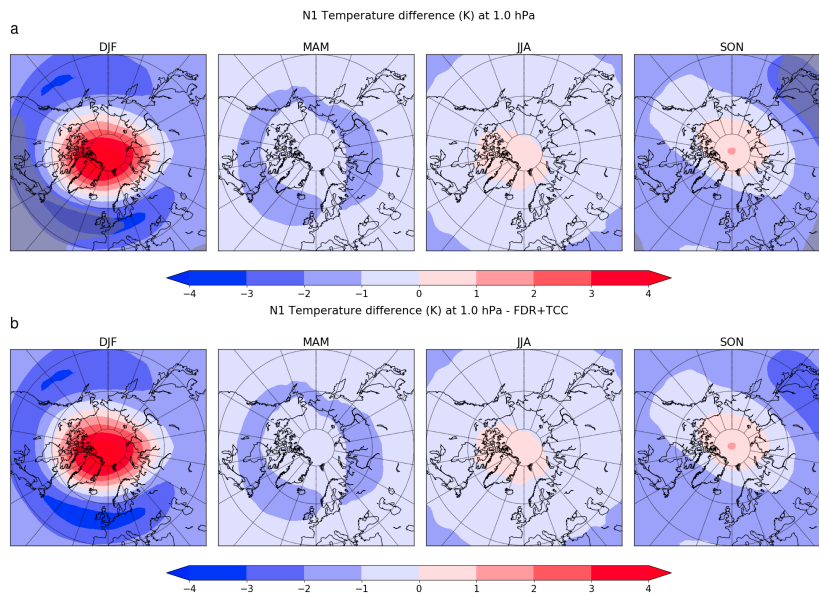 N1 Temperature difference (K) at 1.0 hPa
a
DJF MAM JJA SON
−4 −3 −2 −1 0 1 2 3 4
N1 Temperature difference (K) at 1.0 hPa - FDR+TCC
b
DJF MAM JJA SON
−4 −3 −2 −1 0 1 2 3 4